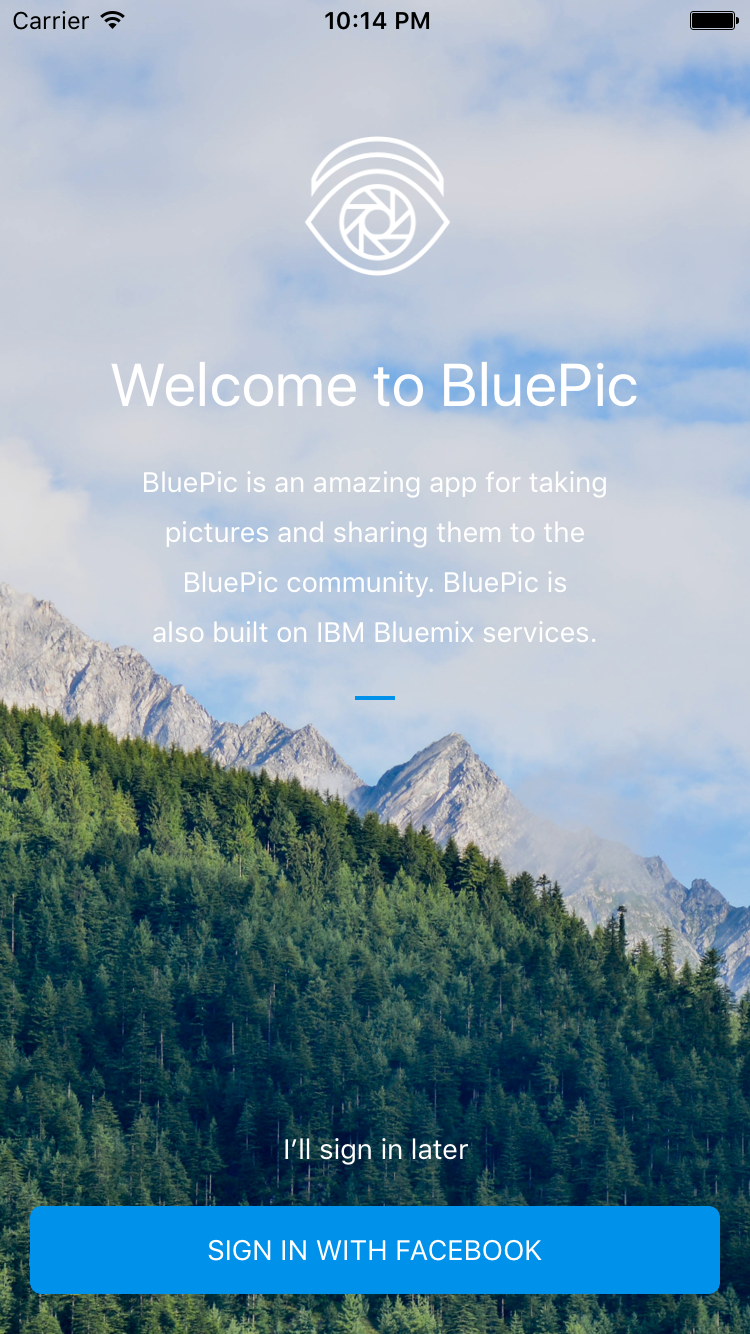 Carrier 10:14 PM
Welcome to BluePic
BluePic is an amazing app for taking
pictures and sharing them to the
BluePic community. BluePic is
also built on IBM Bluemix services.
I’ll sign in later
SIGN IN WITH FACEBOOK